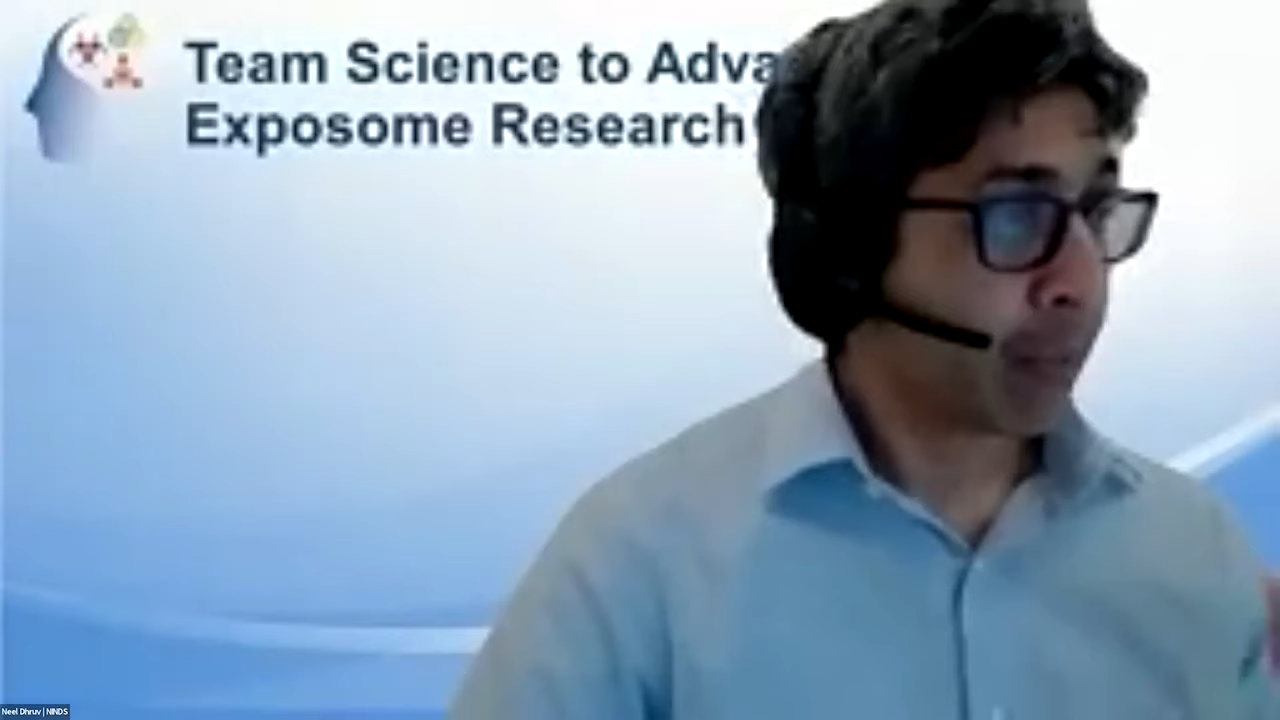 Team Science to Adva
Exposome Research
Neel Dhruv | NINDS